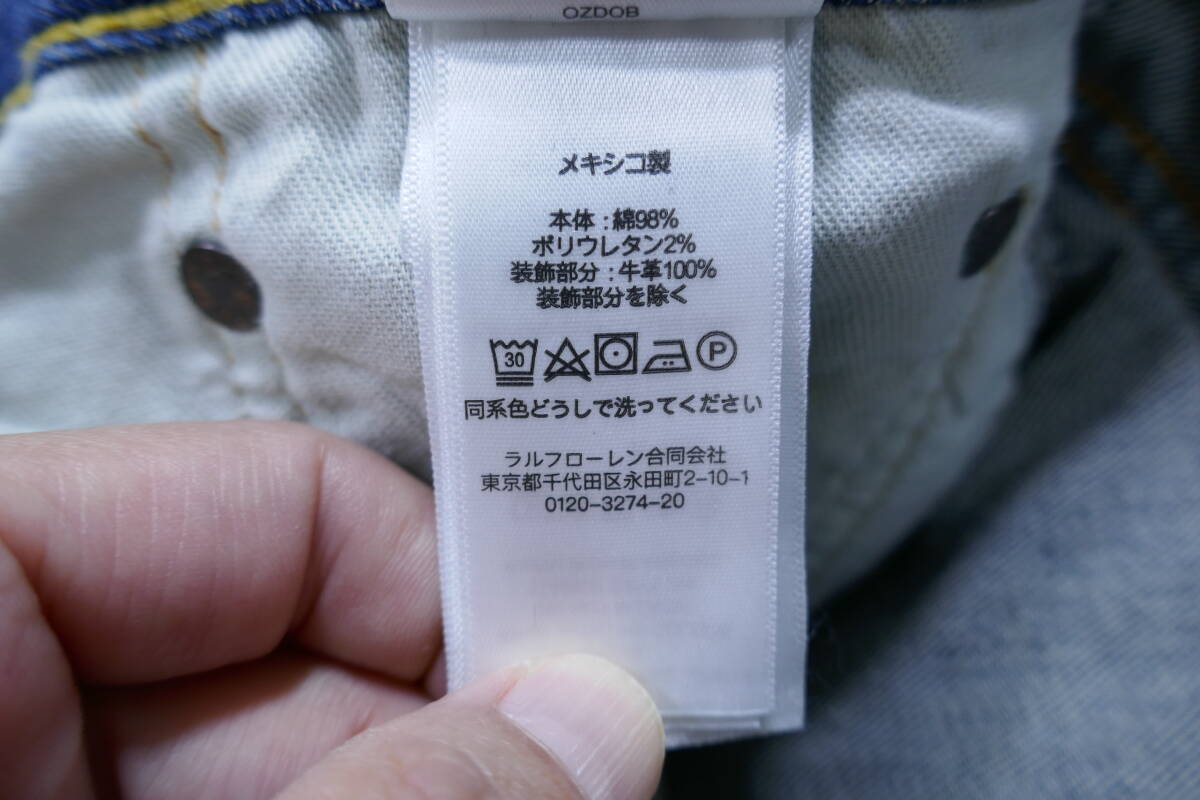 OZDOB
メキシコ製
本体 : 綿98%
ポリウレタン2%
装飾部分 : 牛革100%
装飾部分を除く
30 P
同系色どうしで洗ってください
ラルフローレン合同会社
東京都千代田区永田町2-10-1
0120-3274-20